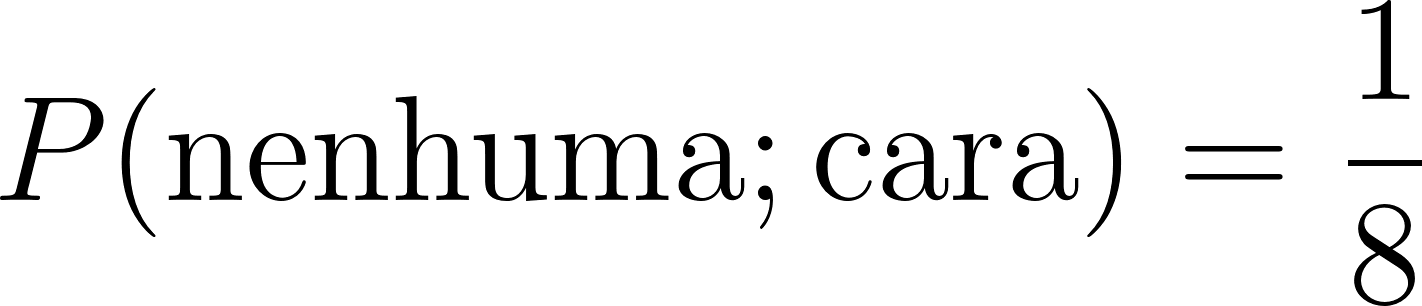 P(nenhuma; cara) = 1/8